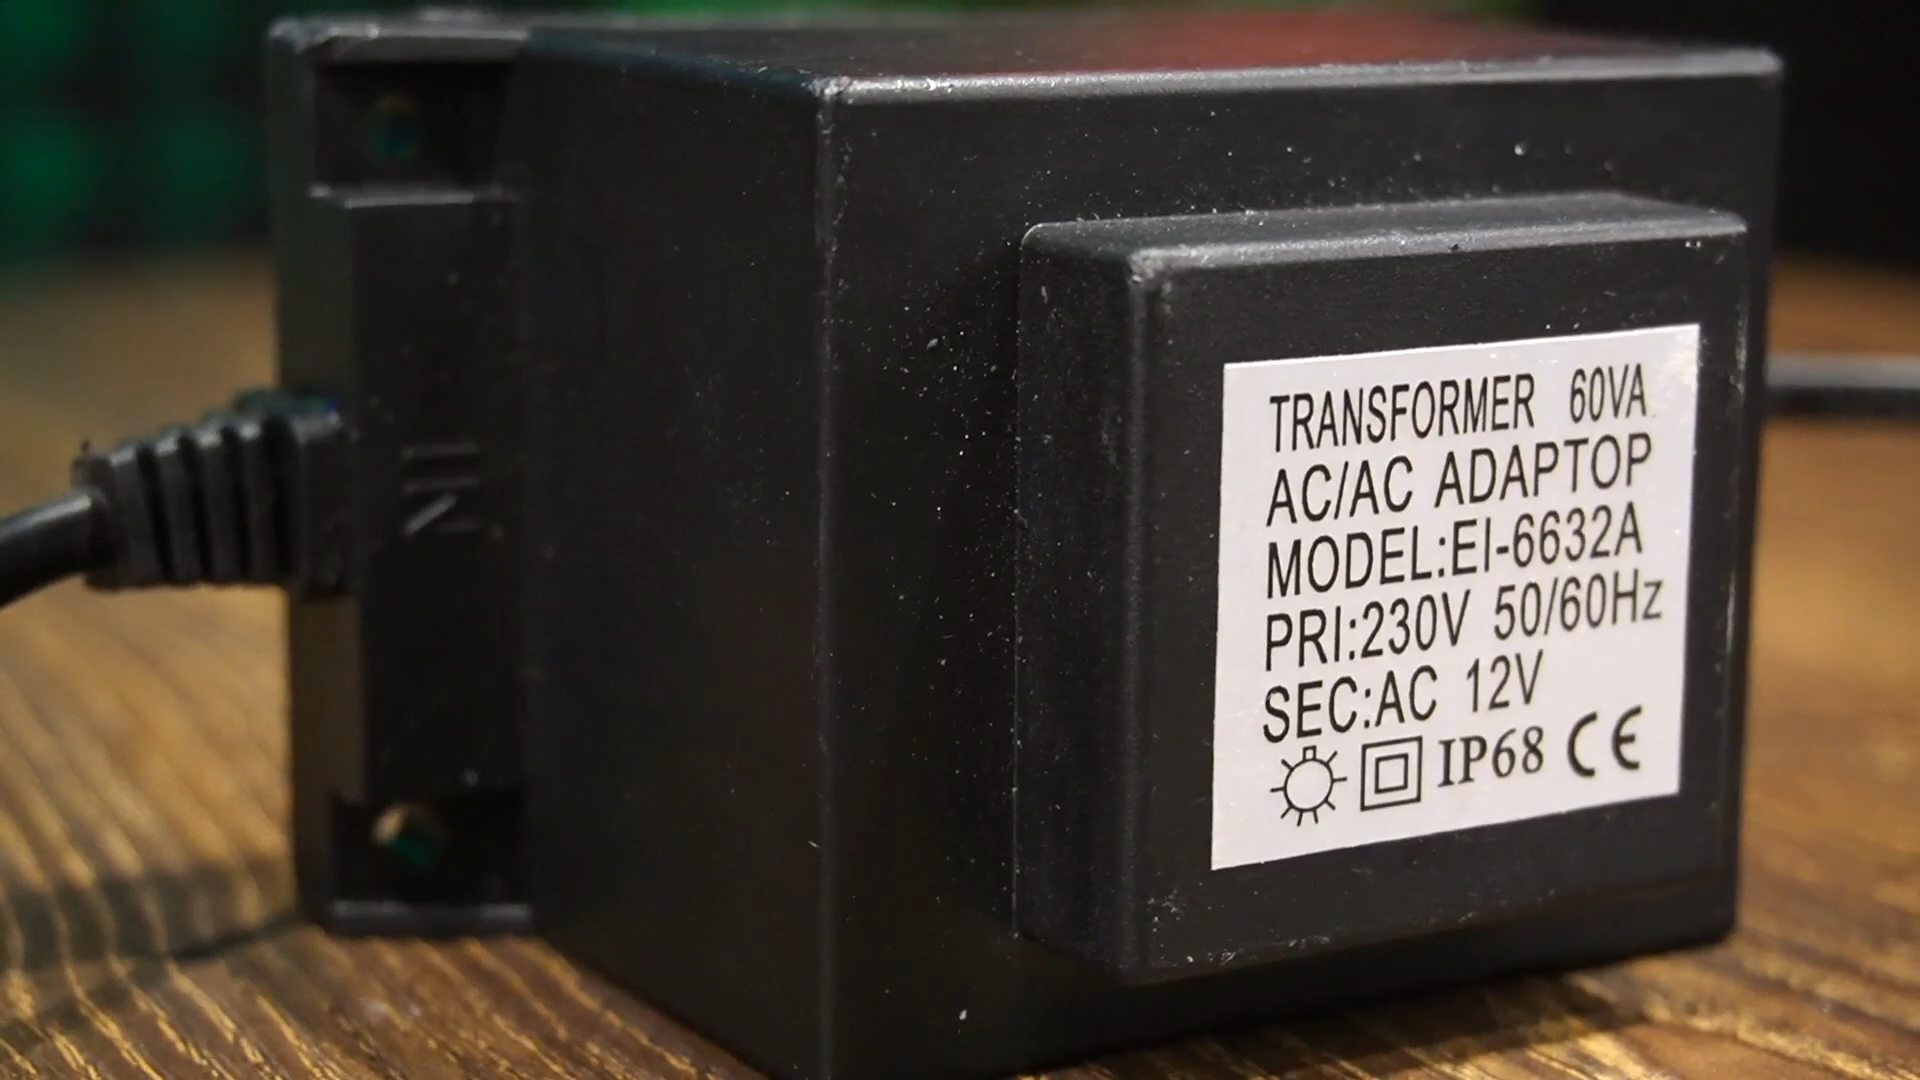 IN
TRANSFORMER 60VA
AC/AC ADAPTOP
MODEL:EI-6632A
PRI:230V 50/60Hz
SEC:AC 12V
IP68 CE